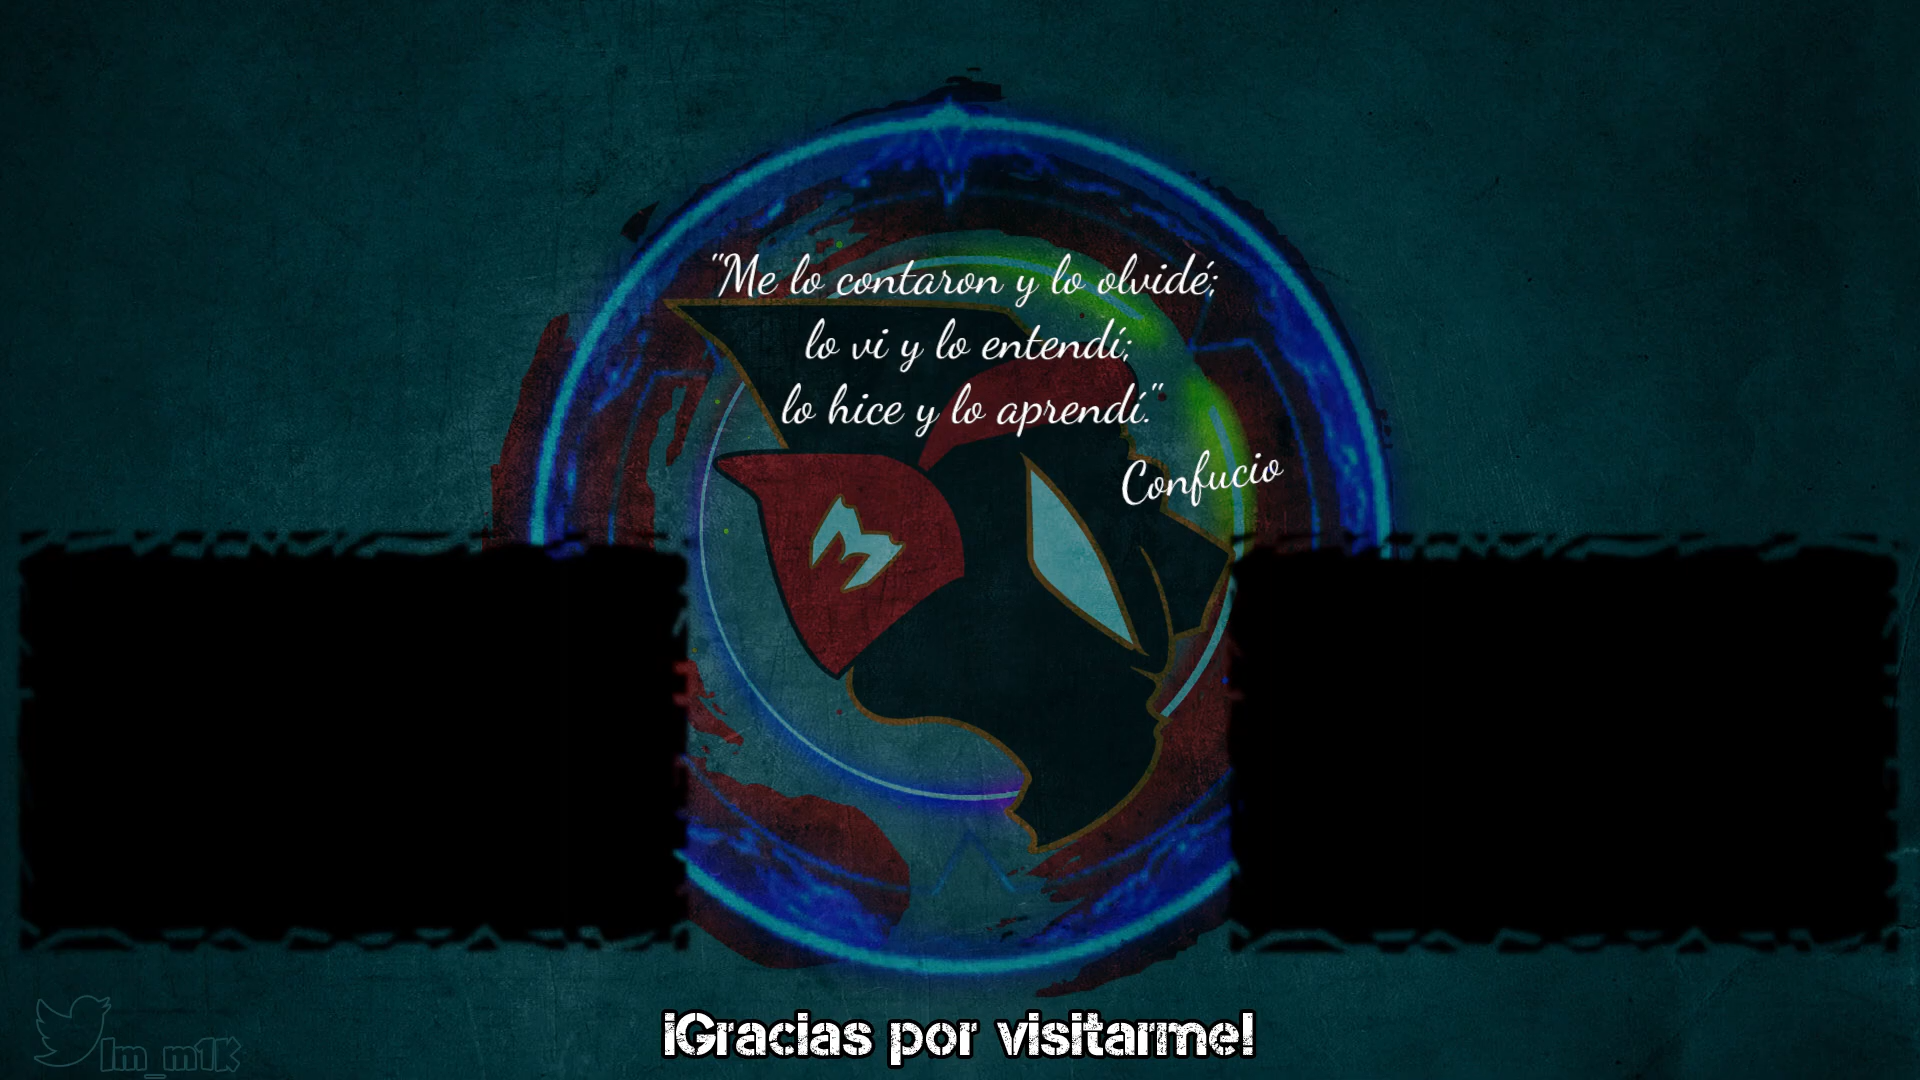 "Me lo contaron y lo olvidé;
lo vi y lo entendí;
lo hice y lo aprendí."
Confucio
M
Im_m1K
¡Gracias por visitarme!